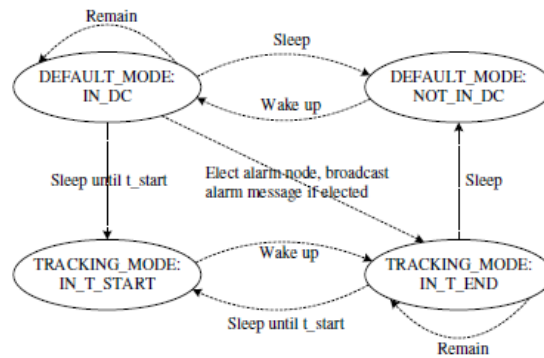 Remain
Sleep
DEFAULT_MODE:
IN_DC
DEFAULT_MODE:
NOT_IN_DC
Wake up
Sleep until t_start
Elect alarm node, broadcast
alarm message if elected
Sleep
TRACKING_MODE:
IN_T_START
Wake up
TRACKING_MODE:
IN_T_END
Sleep until t_start
Remain